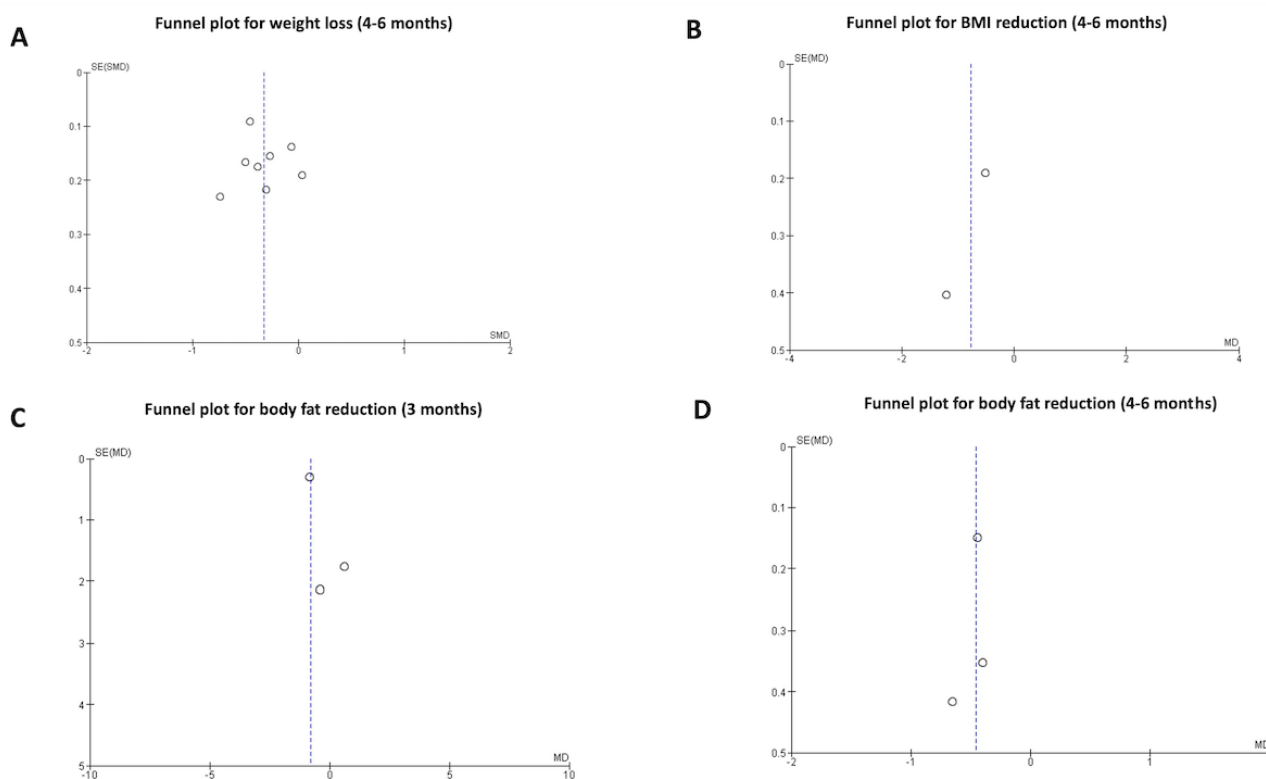 A
Funnel plot for weight loss (4-6 months)
SE(SMD)
0
0.1
0.2
0.3
0.4
0.5
-2
-1
0
1
2
SMD
B
Funnel plot for BMI reduction (4-6 months)
SE(MD)
0
0.1
0.2
0.3
0.4
0.5
-4
-2
0
2
4
MD
C
Funnel plot for body fat reduction (3 months)
SE(MD)
0
1
2
3
4
5
-10
-5
0
5
10
MD
D
Funnel plot for body fat reduction (4-6 months)
SE(MD)
0
0.1
0.2
0.3
0.4
0.5
-2
-1
0
1
MD